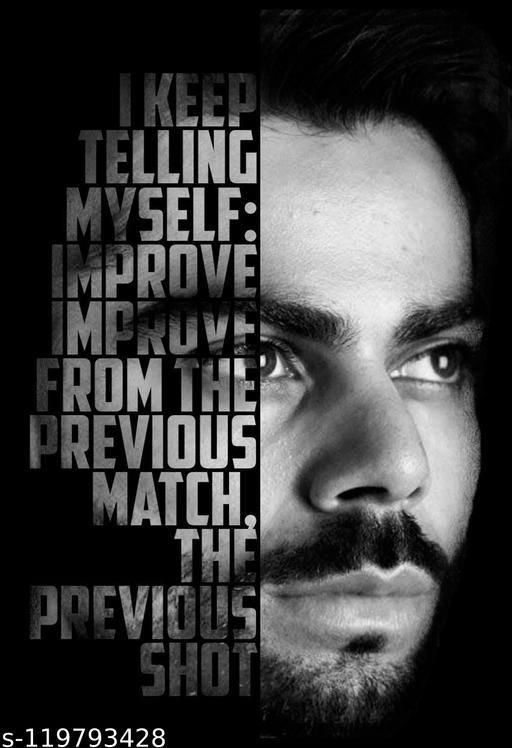 I KEEP
TELLING
MYSELF:
IMPROVE
IMPROVE
FROM THE
PREVIOUS
MATCH,
THE
PREVIOUS
SHOT
s-119793428